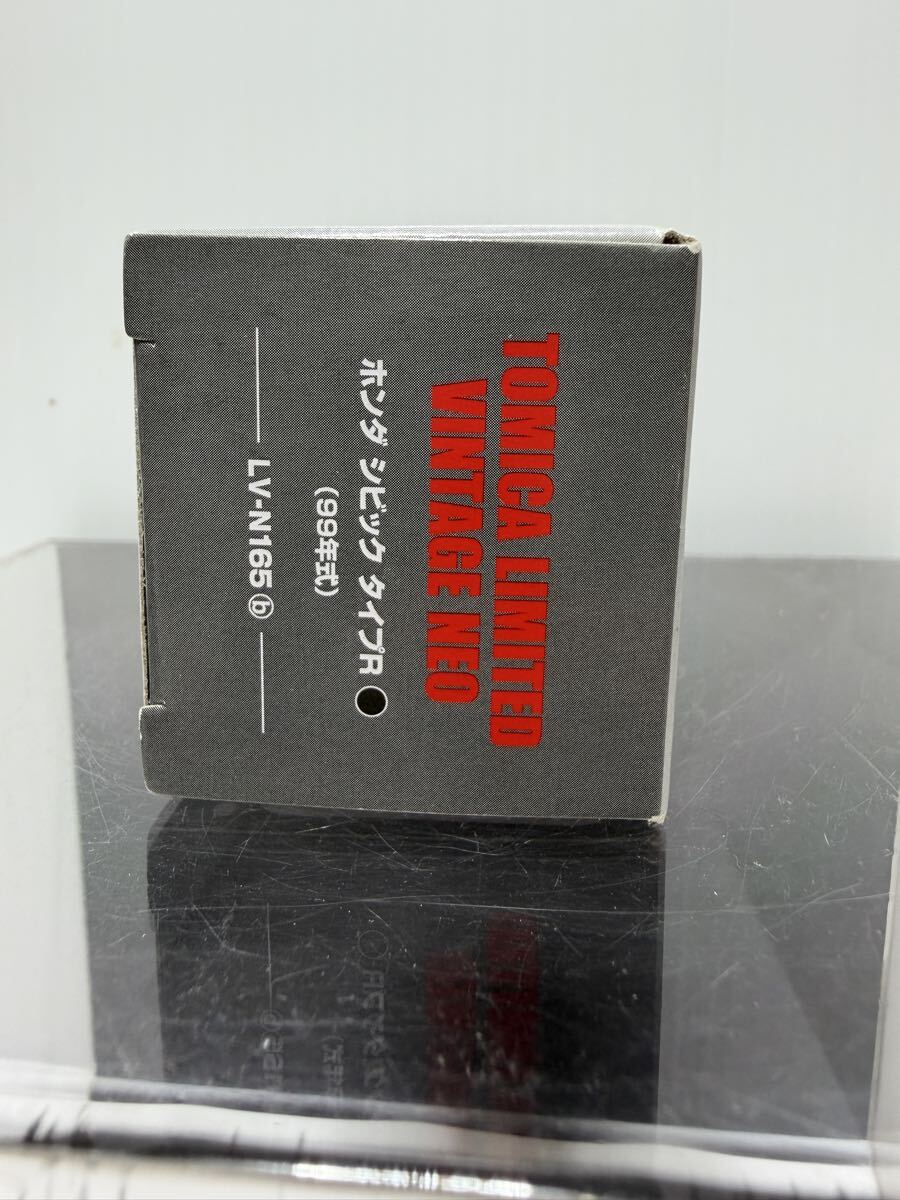 TOMICA LIMITED
VINTAGE NEO
ホンダ シビック タイプR
(99年式)
LV-N165 ⓑ